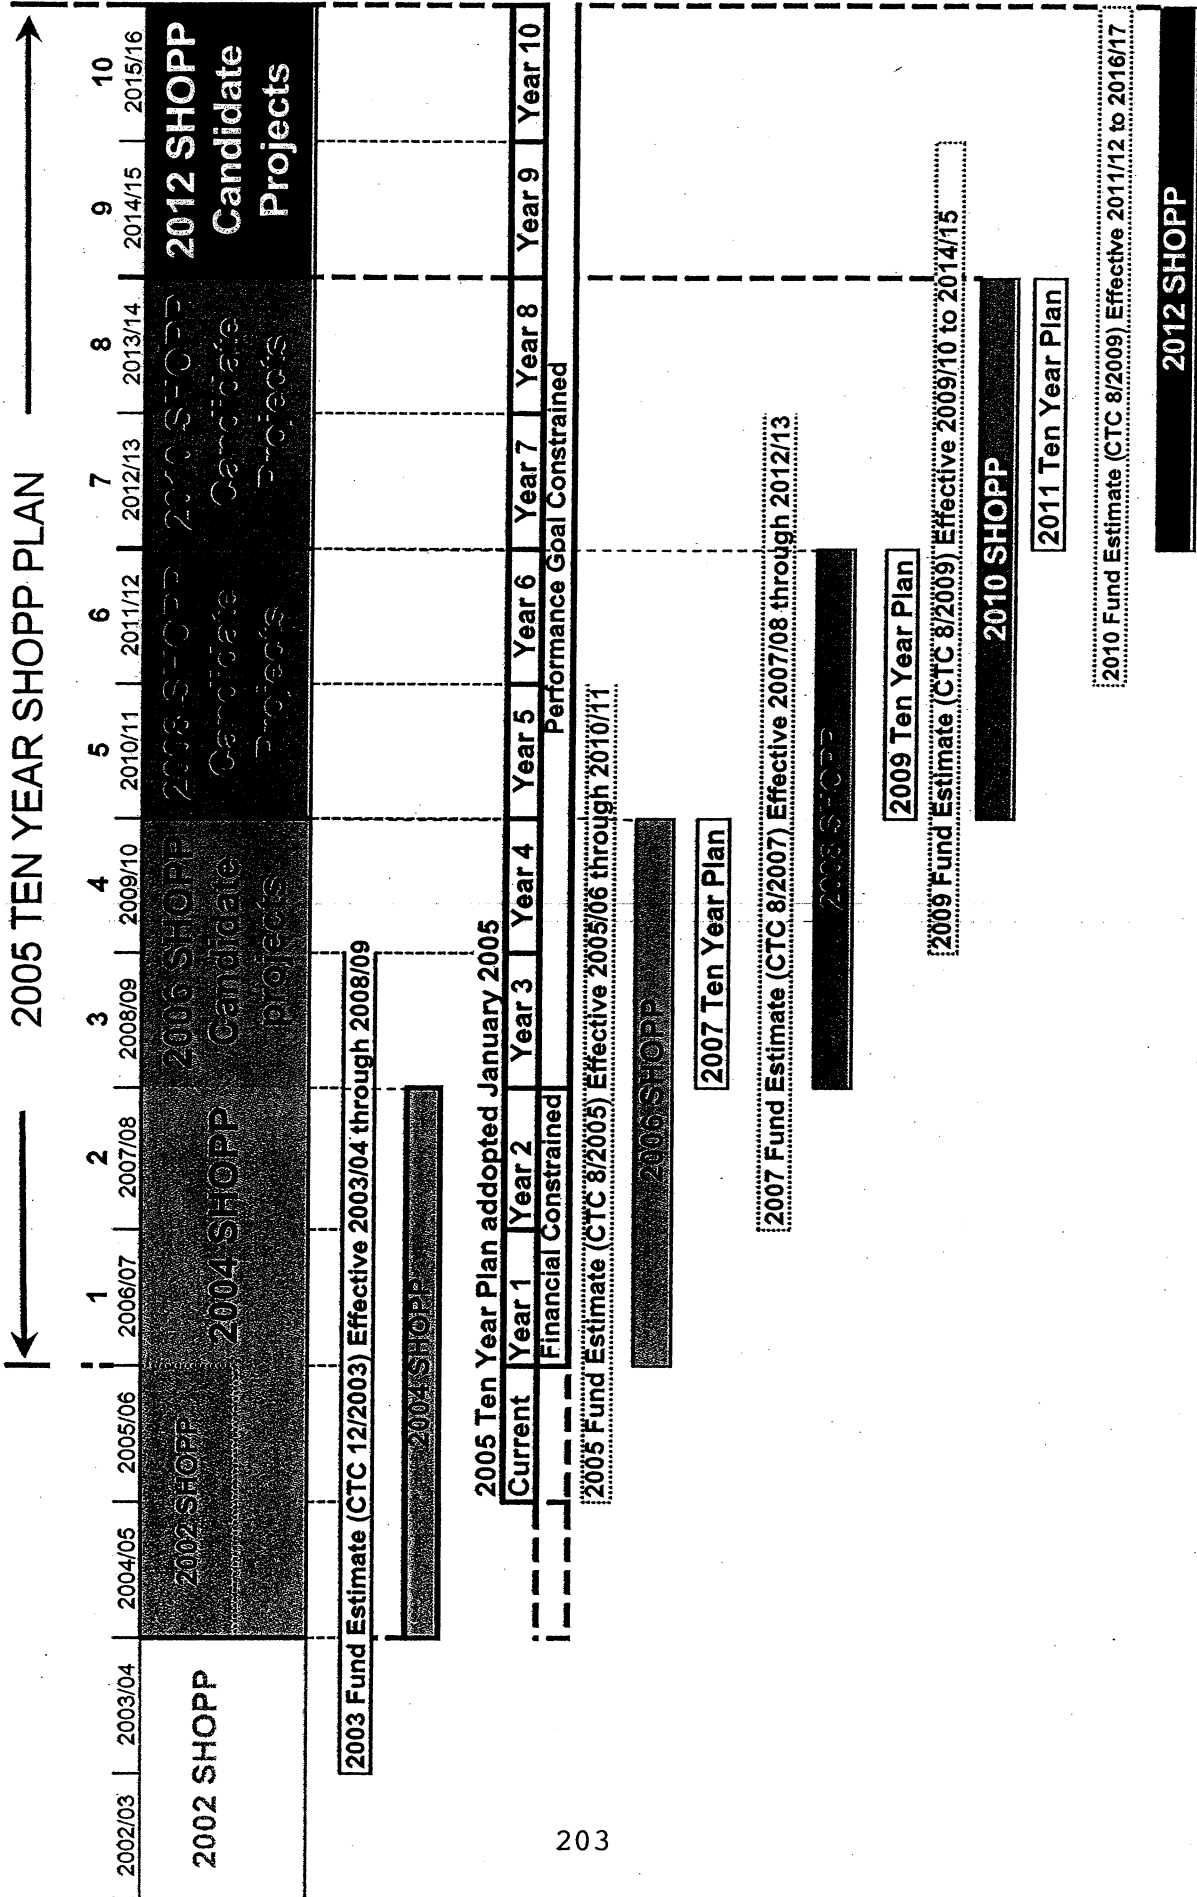 2005 TEN YEAR SHOPP PLAN
1 2 3 4 5 6 7 8 9 10
2002/03 2003/04 2004/05 2005/06 2006/07 2007/08 2008/09 2009/10 2010/11 2011/12 2012/13 2013/14 2014/15 2015/16
2002 SHOPP
2002 SHOPP
2004 SHOPP
2006 SHOPP
Candidate
projects
2008 SHOPP
Candidate
Projects
2010 SHOPP
Candidate
Projects
2012 SHOPP
Candidate
Projects
2003 Fund Estimate (CTC 12/2003) Effective 2003/04 through 2008/09
2004 SHOPP
2005 Ten Year Plan addopted January 2005
Current Year 1 Year 2 Year 3 Year 4 Year 5 Year 6 Year 7 Year 8 Year 9 Year 10
Financial Constrained Performance Goal Constrained
2005 Fund Estimate (CTC 8/2005) Effective 2005/06 through 2010/11
2006 SHOPP
2007 Ten Year Plan
2007 Fund Estimate (CTC 8/2007) Effective 2007/08 through 2012/13
2008 SHOPP
2009 Ten Year Plan
2009 Fund Estimate (CTC 8/2009) Effective 2009/10 to 2014/15
2010 SHOPP
2011 Ten Year Plan
2010 Fund Estimate (CTC 8/2009) Effective 2011/12 to 2016/17
2012 SHOPP
203